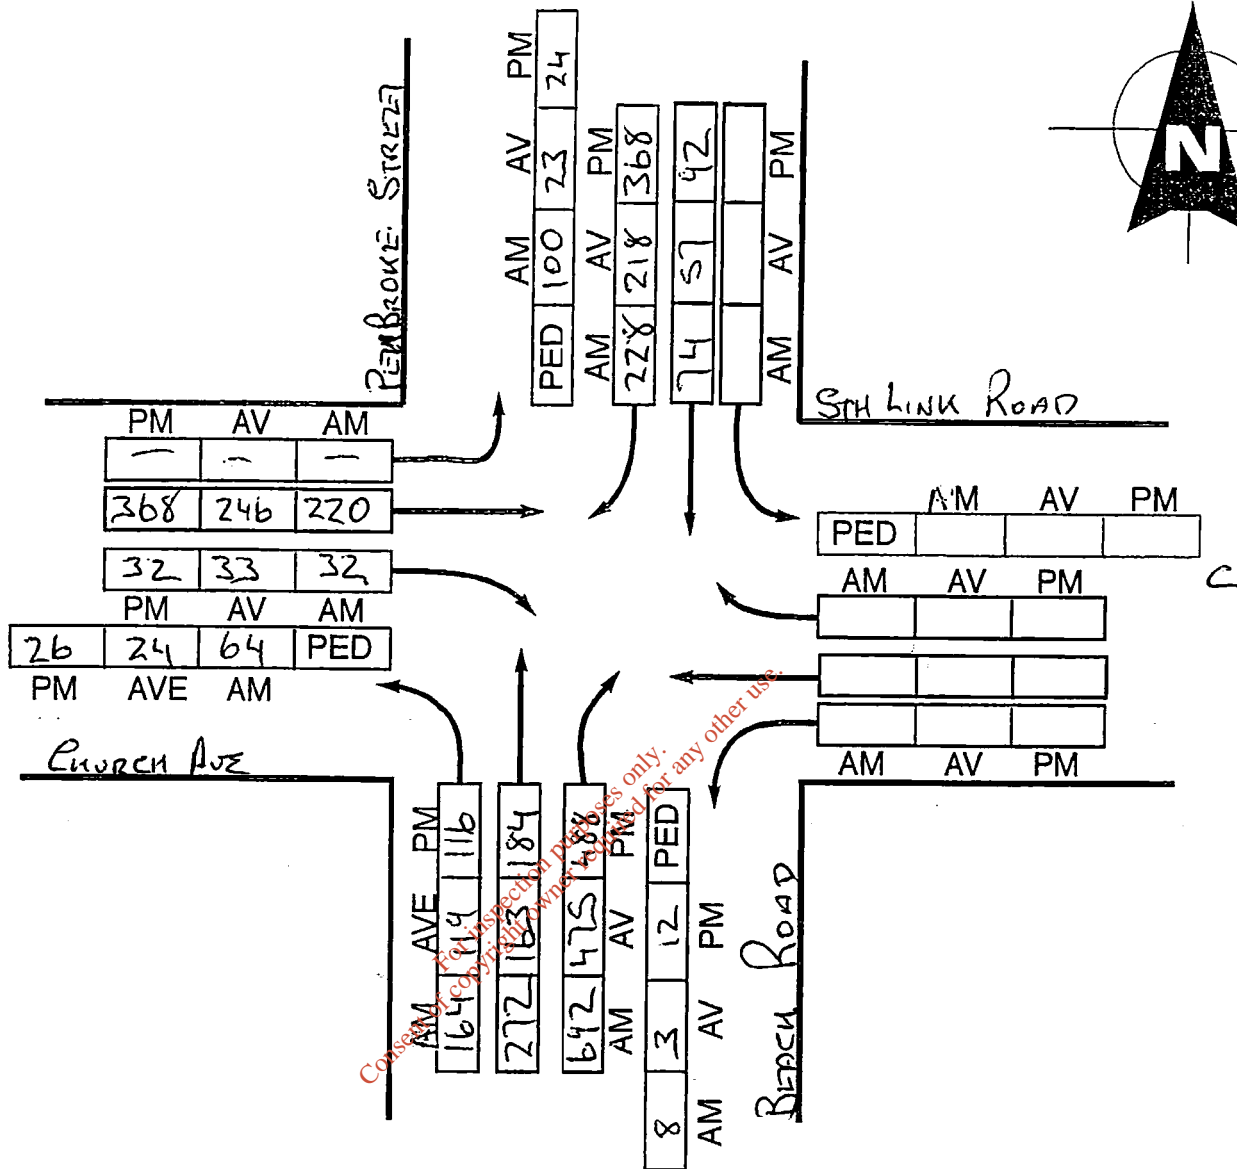 PEMBROKE STREET
AM AV PM
PED 100 23 24
AM AV PM
228 218 368
74 57 42
AM AV PM
N
STH LINK ROAD
PM AV AM
— — —
368 246 220
32 33 32
PM AV AM
26 24 64 PED
PM AVE AM
CHURCH AVE
AM AV PM
PED
AM AV PM
AM AV PM
C
AM AVE PM
164 119 116
272 163 184
642 475 488
AM AV PM
8 3 12 PED
AM AV PM
BEACH ROAD
For inspection purposes only.
Consent of copyright owner required for any other use.